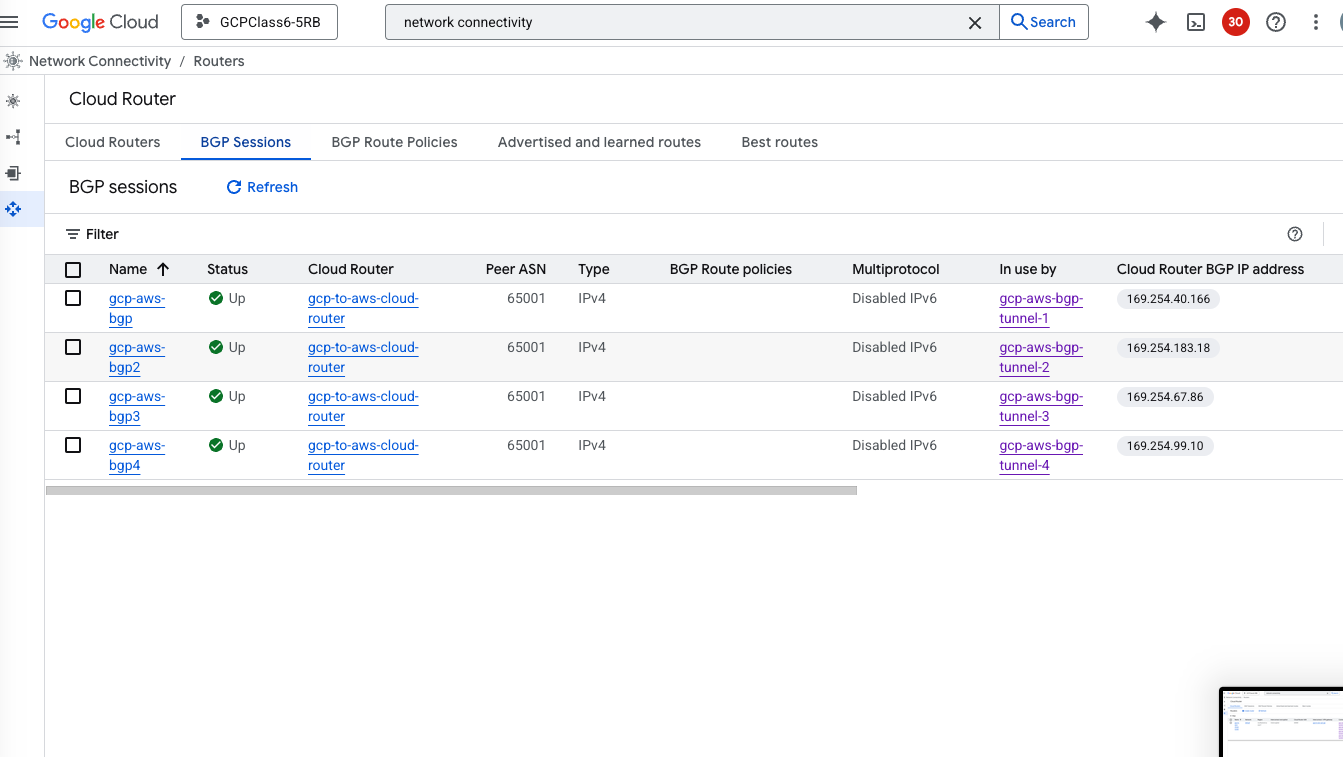 Google Cloud
GCPClass6-5RB
network connectivity
Search
30
Network Connectivity / Routers
Cloud Router
Cloud Routers
BGP Sessions
BGP Route Policies
Advertised and learned routes
Best routes
BGP sessions
Refresh
Filter
Name Status Cloud Router Peer ASN Type BGP Route policies Multiprotocol In use by Cloud Router BGP IP address
gcp-aws- Up gcp-to-aws-cloud- 65001 IPv4 Disabled IPv6 gcp-aws-bgp- 169.254.40.166
bgp router tunnel-1
gcp-aws- Up gcp-to-aws-cloud- 65001 IPv4 Disabled IPv6 gcp-aws-bgp- 169.254.183.18
bgp2 router tunnel-2
gcp-aws- Up gcp-to-aws-cloud- 65001 IPv4 Disabled IPv6 gcp-aws-bgp- 169.254.67.86
bgp3 router tunnel-3
gcp-aws- Up gcp-to-aws-cloud- 65001 IPv4 Disabled IPv6 gcp-aws-bgp- 169.254.99.10
bgp4 router tunnel-4